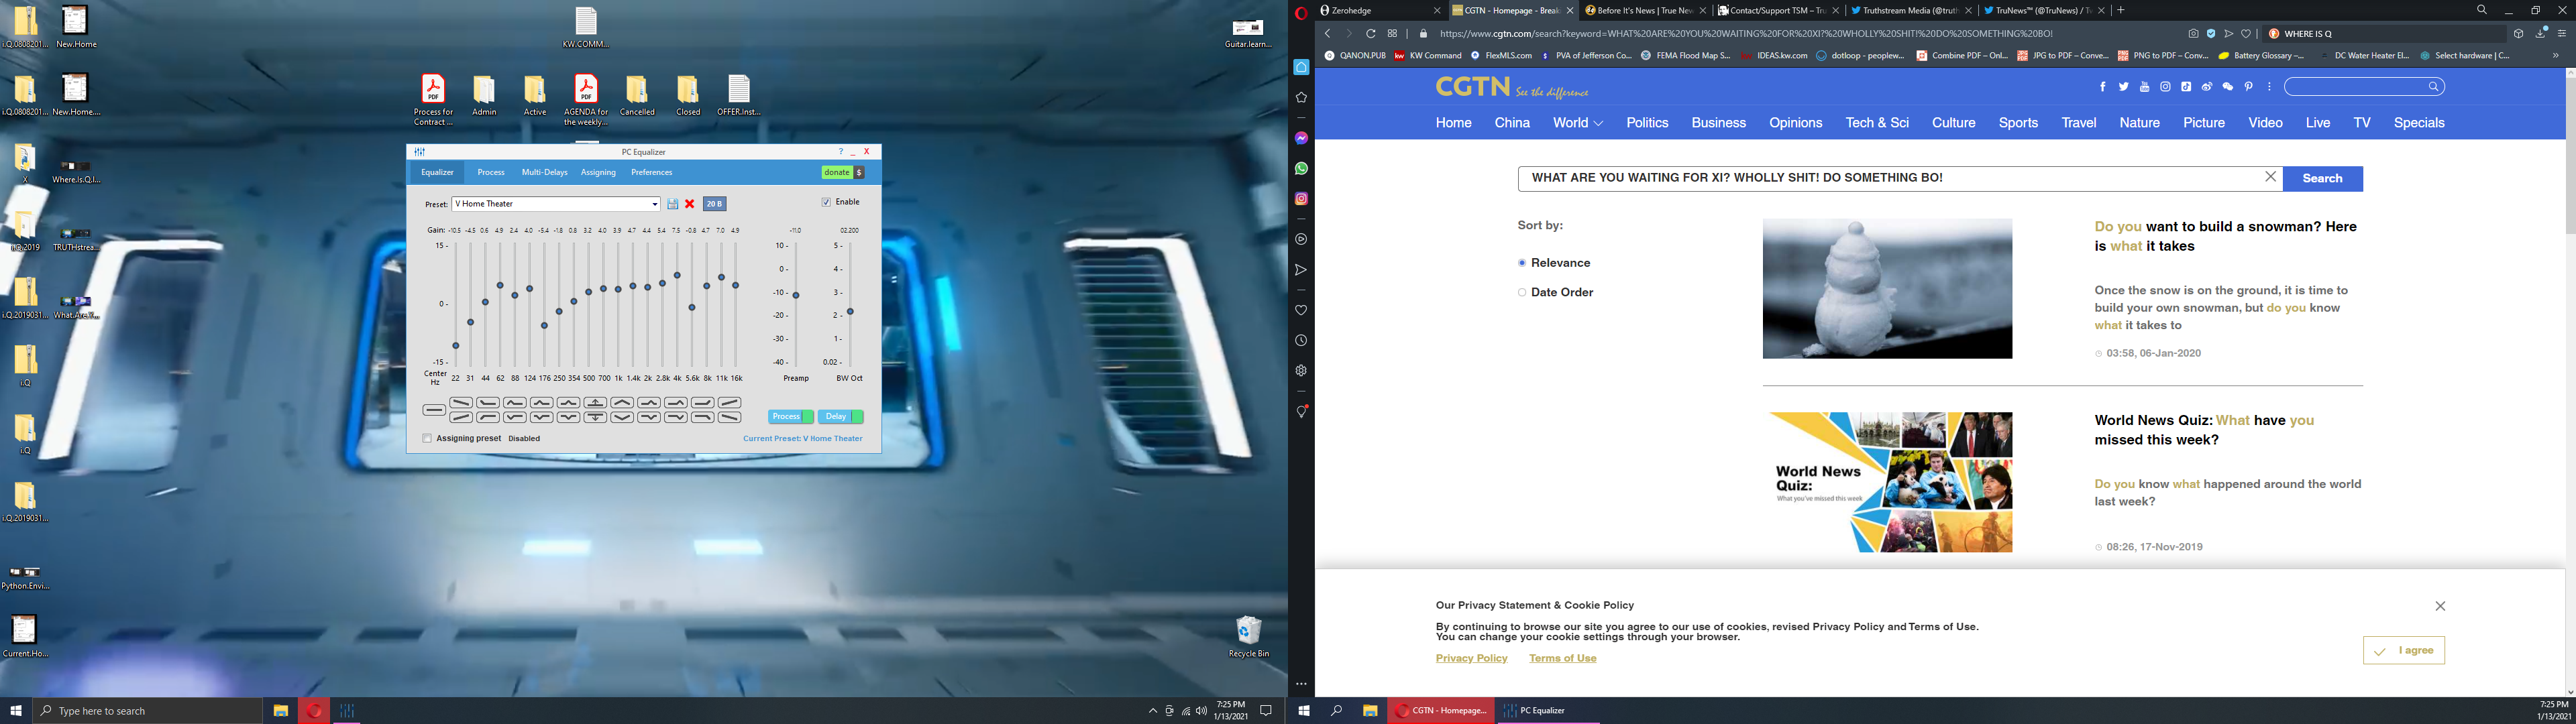 i.Q.0808201...
New.Home
KW.COMM...
Guitar.learn...
i.Q.0808201...
New.Home....
Process for
Contract ...
Admin
Active
AGENDA for
the weekly...
Cancelled
Closed
OFFER.Inst...
X
Where.Is.Q.I...
i.Q.2019
TRUTHstrea...
i.Q.2019031...
What.Are.Y...
i.Q
i.Q
i.Q.2019031...
Python.Envi...
Current.Ho...
Recycle Bin
PC Equalizer
? _ X
Equalizer Process Multi-Delays Assigning Preferences
donate $
Preset: V Home Theater 20 B Enable
Gain: -10.5 -4.5 0.6 4.9 2.4 4.0 -5.4 -1.8 0.8 3.2 4.0 3.9 4.7 4.4 5.4 7.5 -0.8 4.7 7.0 4.9 -11.0 02.200
15 - 10 - 5 -
0 - 4 -
0 - -10 - 3 -
-20 - 2 -
-30 - 1 -
-15 - -40 - 0.02 -
Center
Hz 22 31 44 62 88 124 176 250 354 500 700 1k 1.4k 2k 2.8k 4k 5.6k 8k 11k 16k Preamp BW Oct
Process Delay
Assigning preset Disabled Current Preset: V Home Theater
Type here to search
7:25 PM
1/13/2021
Zerohedge
CGTN - Homepage - Break
Before It's News | True New
Contact/Support TSM – Tru
Truthstream Media (@truth
TruNews™ (@TruNews) / T
https://www.cgtn.com/search?keyword=WHAT%20ARE%20YOU%20WAITING%20FOR%20XI?%20WHOLLY%20SHIT!%20DO%20SOMETHING%20BO!
WHERE IS Q
QANON.PUB
KW Command
FlexMLS.com
PVA of Jefferson Co...
FEMA Flood Map S...
IDEAS.kw.com
dotloop - peoplew...
Combine PDF – Onl...
JPG to PDF – Conve...
PNG to PDF – Conv...
Battery Glossary –...
DC Water Heater El...
Select hardware | C...
CGTN See the difference
Home China World Politics Business Opinions Tech & Sci Culture Sports Travel Nature Picture Video Live TV Specials
WHAT ARE YOU WAITING FOR XI? WHOLLY SHIT! DO SOMETHING BO!
Search
Sort by:
Relevance
Date Order
Do you want to build a snowman? Here
is what it takes
Once the snow is on the ground, it is time to
build your own snowman, but do you know
what it takes to
03:58, 06-Jan-2020
World News
Quiz:
What you've missed this week
World News Quiz: What have you
missed this week?
Do you know what happened around the world
last week?
08:26, 17-Nov-2019
Our Privacy Statement & Cookie Policy
By continuing to browse our site you agree to our use of cookies, revised Privacy Policy and Terms of Use.
You can change your cookie settings through your browser.
Privacy Policy Terms of Use
I agree
CGTN - Homepage...
PC Equalizer
7:25 PM
1/13/2021